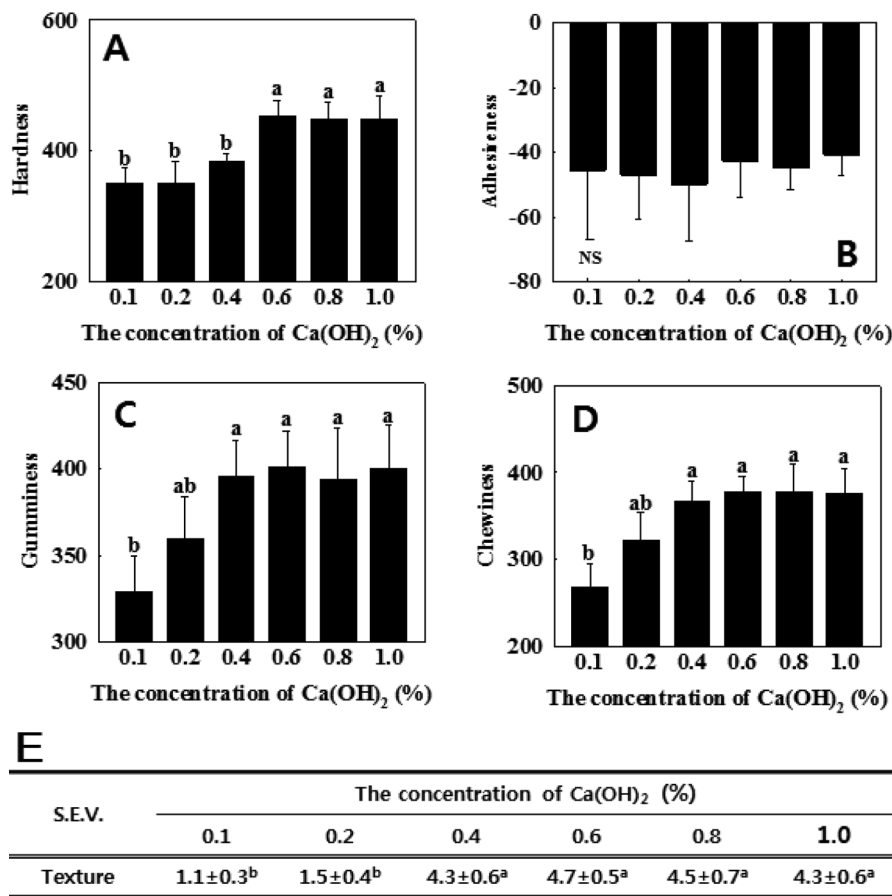 A
Hardness
600
400
200
b b b a a a
0.1 0.2 0.4 0.6 0.8 1.0
The concentration of Ca(OH)₂ (%)
B
Adhesireness
0
-20
-40
-60
-80
NS
0.1 0.2 0.4 0.6 0.8 1.0
The concentration of Ca(OH)₂ (%)
C
Gumminess
450
400
350
300
b ab a a a a
0.1 0.2 0.4 0.6 0.8 1.0
The concentration of Ca(OH)₂ (%)
D
Chewiness
500
400
300
200
b ab a a a a
0.1 0.2 0.4 0.6 0.8 1.0
The concentration of Ca(OH)₂ (%)
E
S.E.V. The concentration of Ca(OH)₂ (%)
0.1 0.2 0.4 0.6 0.8 1.0
Texture 1.1±0.3ᵇ 1.5±0.4ᵇ 4.3±0.6ᵃ 4.7±0.5ᵃ 4.5±0.7ᵃ 4.3±0.6ᵃ